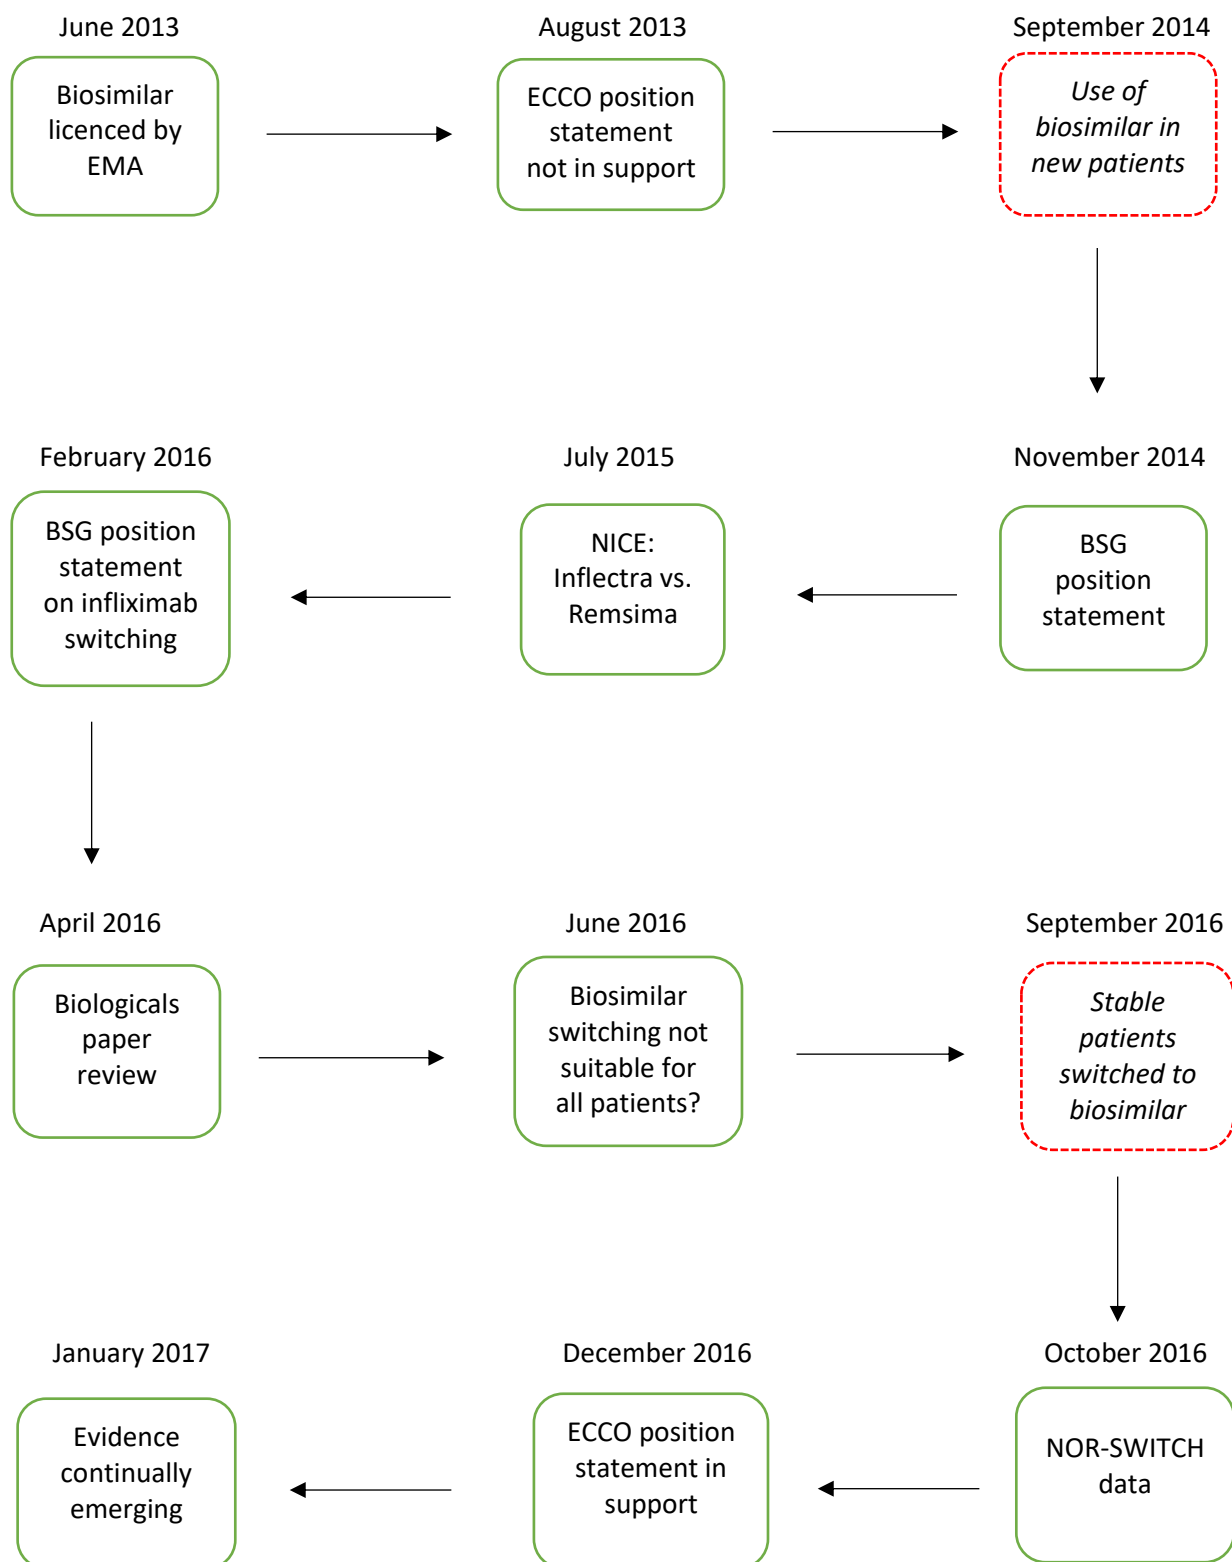 June 2013
Biosimilar
licenced by
EMA
August 2013
ECCO position
statement
not in support
September 2014
Use of
biosimilar in
new patients
November 2014
BSG
position
statement
July 2015
NICE:
Inflectra vs.
Remsima
February 2016
BSG position
statement
on infliximab
switching
April 2016
Biologicals
paper
review
June 2016
Biosimilar
switching not
suitable for
all patients?
September 2016
Stable
patients
switched to
biosimilar
October 2016
NOR-SWITCH
data
December 2016
ECCO position
statement in
support
January 2017
Evidence
continually
emerging